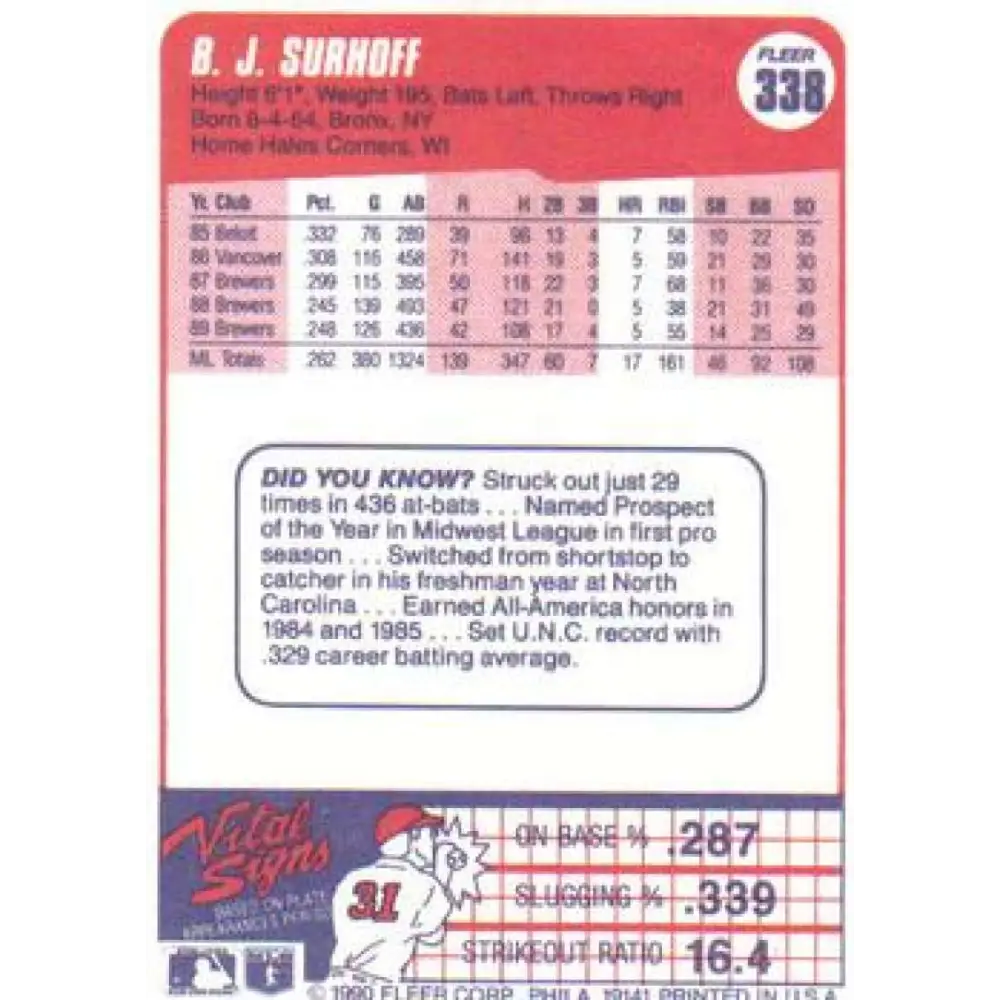 B. J. SURHOFF
FLEER
338
Height 6'1", Weight 195, Bats Left, Throws Right
Born 8-4-64, Bronx, NY
Home Hales Corners, WI
Yr. Club Pct. G AB R H 2B 3B HR RBI SB BB SO
85 Beloit .332 76 289 39 96 13 4 7 58 10 22 35
86 Vancouver .308 116 458 71 141 19 3 5 59 21 29 30
87 Brewers .299 115 395 50 118 22 3 7 68 11 36 30
88 Brewers .245 139 493 47 121 21 0 5 38 21 31 49
89 Brewers .248 126 436 42 108 17 4 5 55 14 25 29
ML Totals .262 380 1324 139 347 60 7 17 161 46 92 108
DID YOU KNOW? Struck out just 29
times in 436 at-bats . . . Named Prospect
of the Year in Midwest League in first pro
season . . . Switched from shortstop to
catcher in his freshman year at North
Carolina . . . Earned All-America honors in
1984 and 1985 . . . Set U.N.C. record with
.329 career batting average.
Vital
Signs
BASED ON PLATE
31
ON BASE % .287
SLUGGING % .339
STRIKEOUT RATIO 16.4
© 1990 FLEER CORP., PHILA. 19141 PRINTED IN U.S.A.